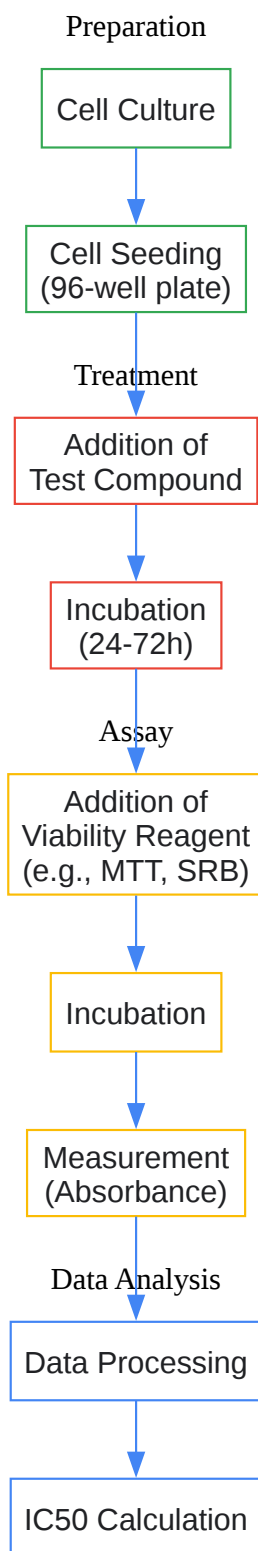 Preparation
Cell Culture
Cell Seeding
(96-well plate)
Treatment
Addition of
Test Compound
Incubation
(24-72h)
Assay
Addition of
Viability Reagent
(e.g., MTT, SRB)
Incubation
Measurement
(Absorbance)
Data Analysis
Data Processing
IC50 Calculation